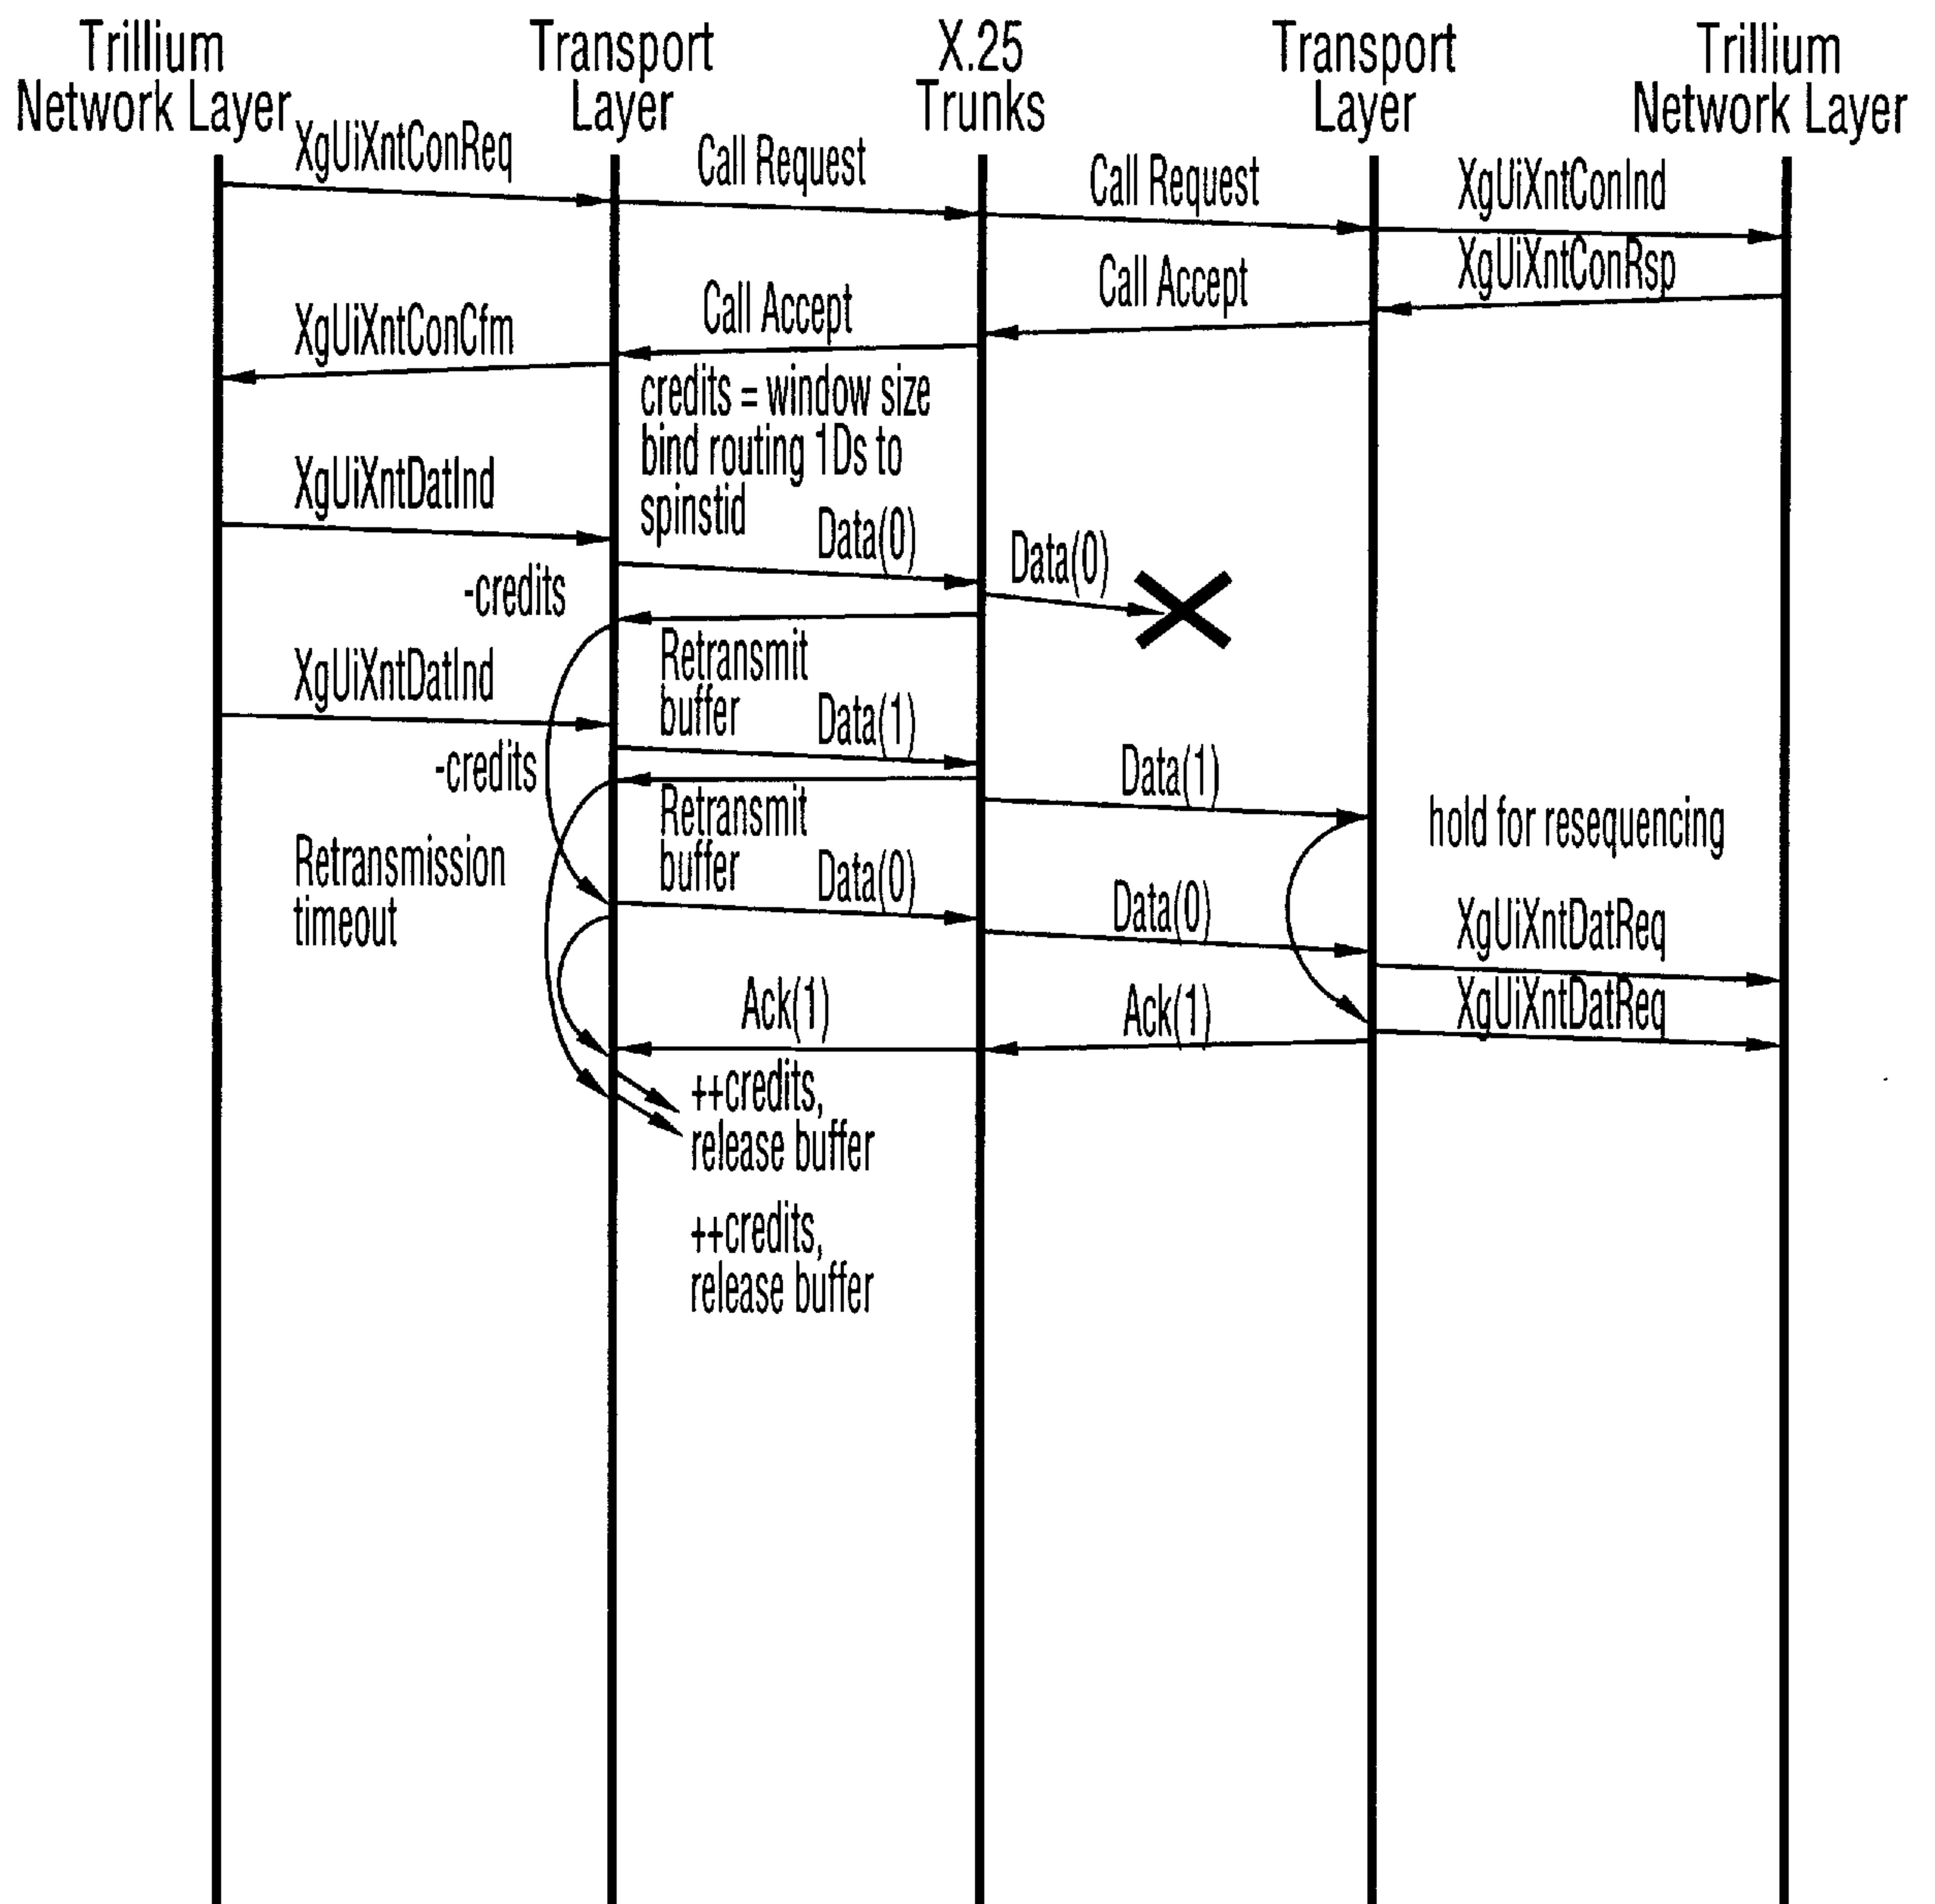 Trillium
Network Layer
Transport
Layer
X.25
Trunks
Transport
Layer
Trillium
Network Layer
XgUiXntConReq
Call Request
Call Request
XgUiXntConInd
XgUiXntConRsp
Call Accept
Call Accept
XgUiXntConCfm
credits = window size
bind routing 1Ds to
spinstid
XgUiXntDatInd
Data(0)
Data(0)
-credits
Retransmit
buffer
XgUiXntDatInd
Data(1)
-credits
Data(1)
Retransmit
buffer
hold for resequencing
Retransmission
timeout
Data(0)
Data(0)
XgUiXntDatReq
XgUiXntDatReq
Ack(1)
Ack(1)
++credits,
release buffer
++credits,
release buffer